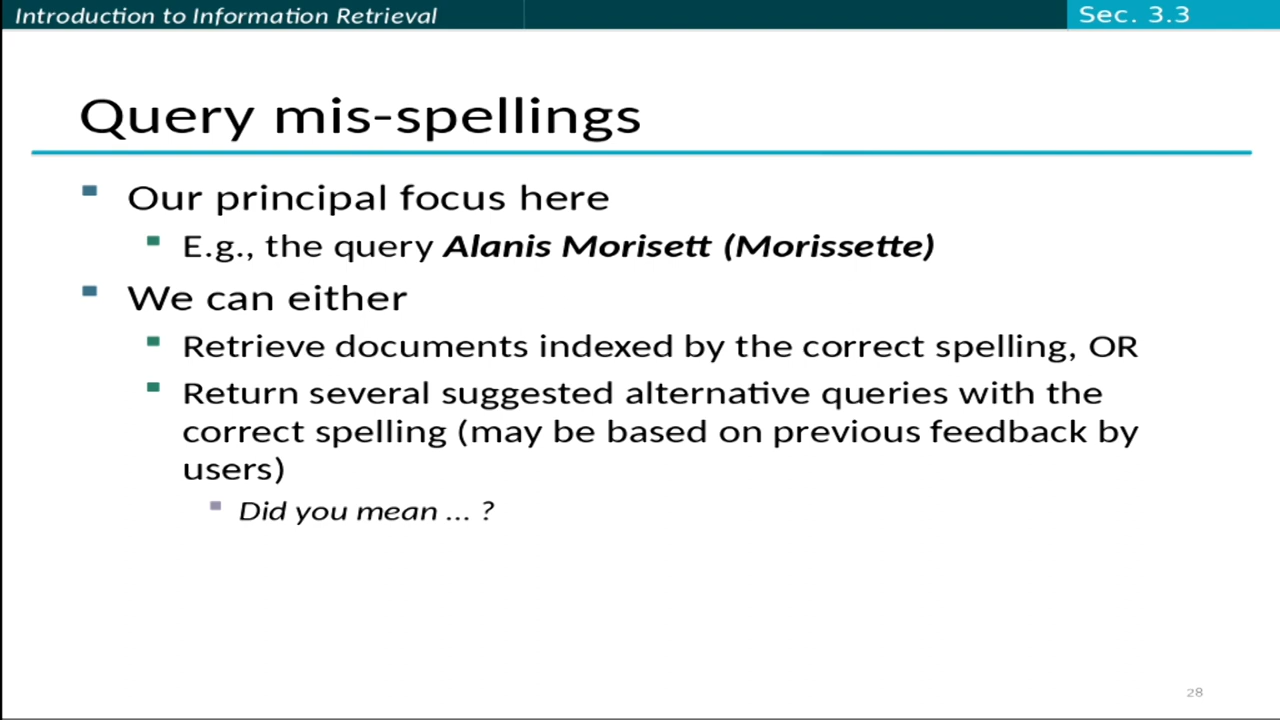 Introduction to Information Retrieval
Sec. 3.3
Query mis-spellings
Our principal focus here
E.g., the query Alanis Morisett (Morissette)
We can either
Retrieve documents indexed by the correct spelling, OR
Return several suggested alternative queries with the
correct spelling (may be based on previous feedback by
users)
Did you mean ... ?
28